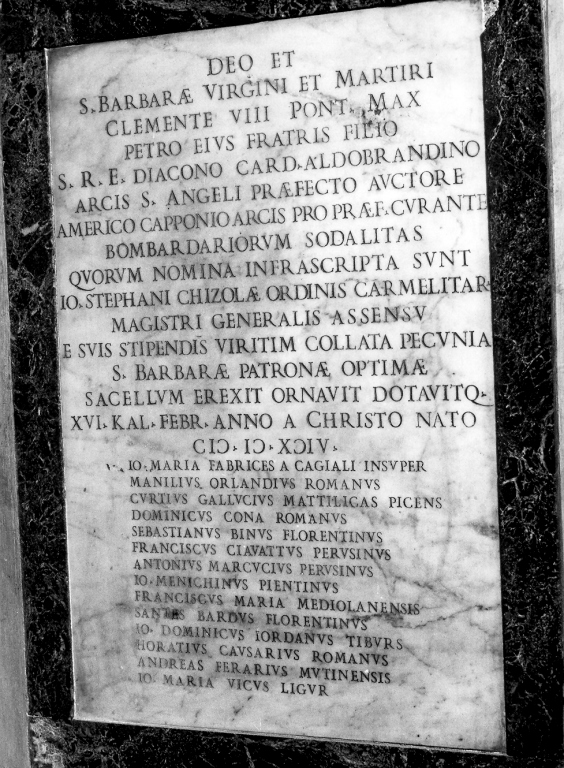 DEO ET
S. BARBARÆ VIRGINI ET MARTIRI
CLEMENTE VIII PONT. MAX
PETRO EIVS FRATRIS FILIO
S. R. E. DIACONO CARD. ALDOBRANDINO
ARCIS S. ANGELI PRÆFECTO AVCTORE
AMERICO CAPPONIO ARCIS PRO PRÆF. CVRANTE
BOMBARDARIORVM SODALITAS
QVORVM NOMINA INFRASCRIPTA SVNT
IO. STEPHANI CHIZOLÆ ORDINIS CARMELITAR.
MAGISTRI GENERALIS ASSENSV
E SVIS STIPENDIS VIRITIM COLLATA PECVNIA
S. BARBARÆ PATRONÆ OPTIMÆ
SACELLVM EREXIT ORNAVIT DOTAVITQ.
XVI. KAL. FEBR. ANNO A CHRISTO NATO
CIↃ. IↃ. XCIV.
IO. MARIA FABRICES A CAGIALI INSVPER
MANILIVS ORLANDIVS ROMANVS
CVRTIVS GALLVCIVS MATTILICAS PICENS
DOMINICVS CONA ROMANVS
SEBASTIANVS BINVS FLORENTINVS
FRANCISCVS CIAVATTVS PERVSINVS
ANTONIVS MARCVCIVS PERVSINVS
IO. MENICHINVS PIENTINVS
FRANCISCVS MARIA MEDIOLANENSIS
SANTES BARDVS FLORENTINVS
IO. DOMINICVS IORDANVS TIBVRS
HORATIVS CAVSARIVS ROMANVS
ANDREAS FERARIVS MVTINENSIS
IO. MARIA VICVS LIGVR